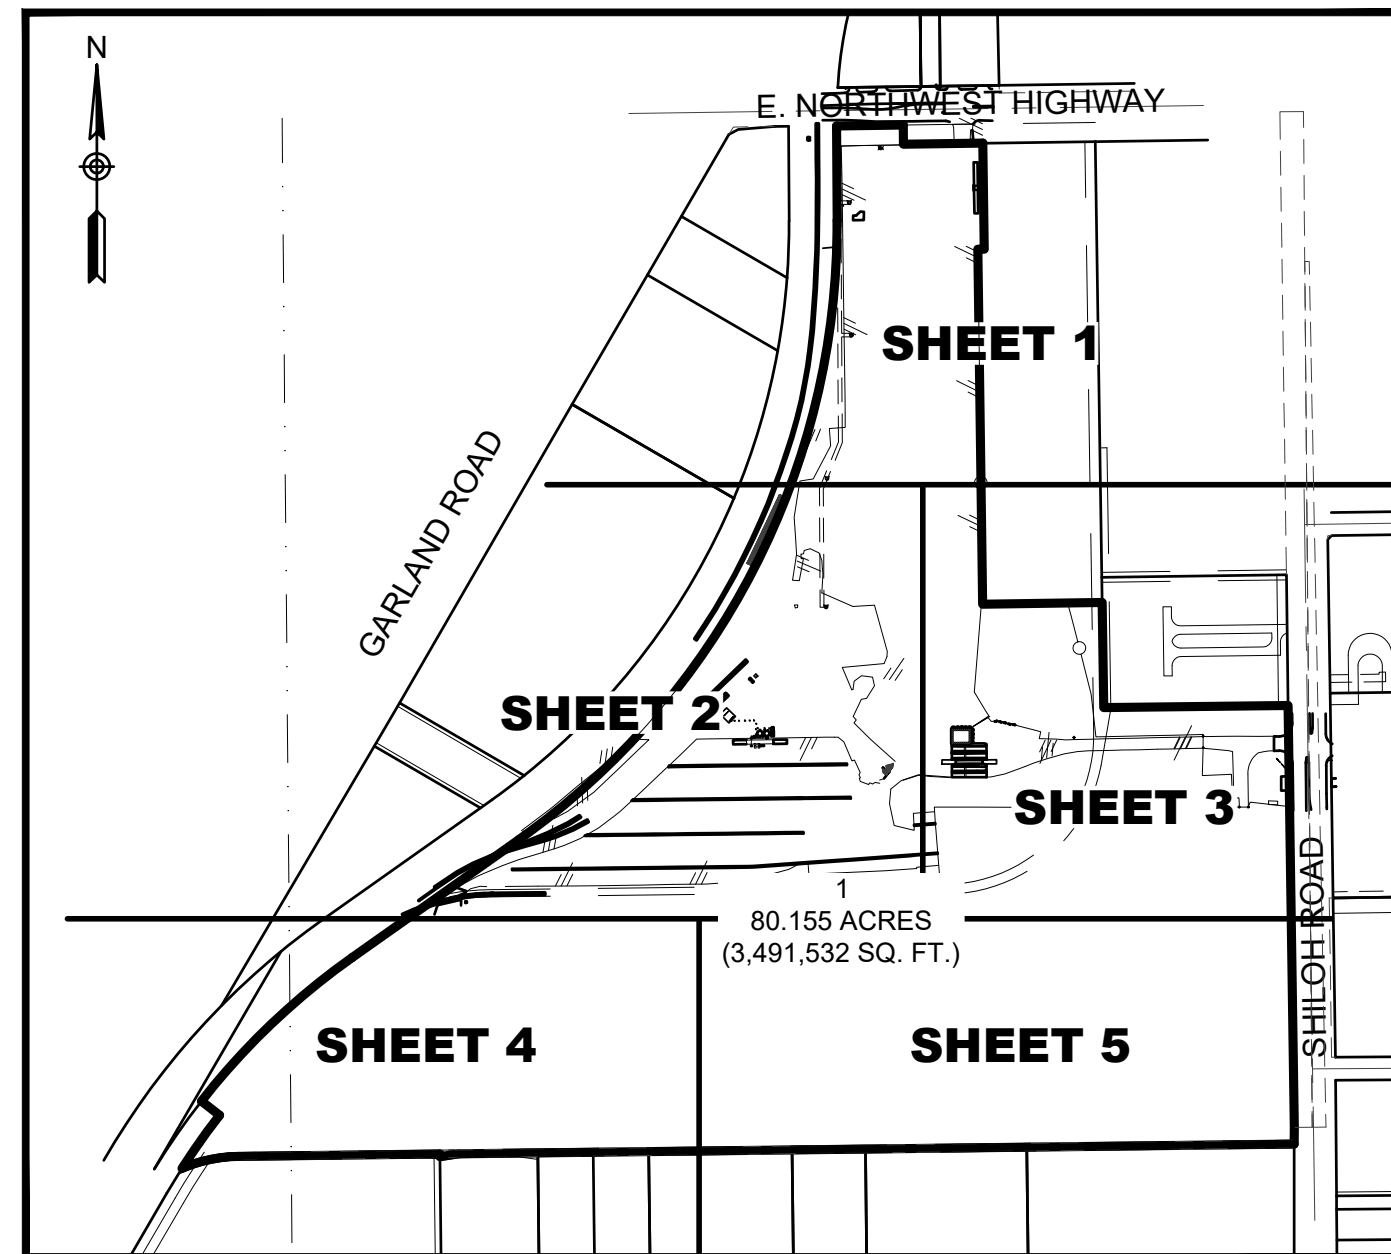 N
E. NORTHWEST HIGHWAY
SHEET 1
GARLAND ROAD
SHEET 2
SHEET 3
1
80.155 ACRES
(3,491,532 SQ. FT.)
SHILOH ROAD
SHEET 4
SHEET 5